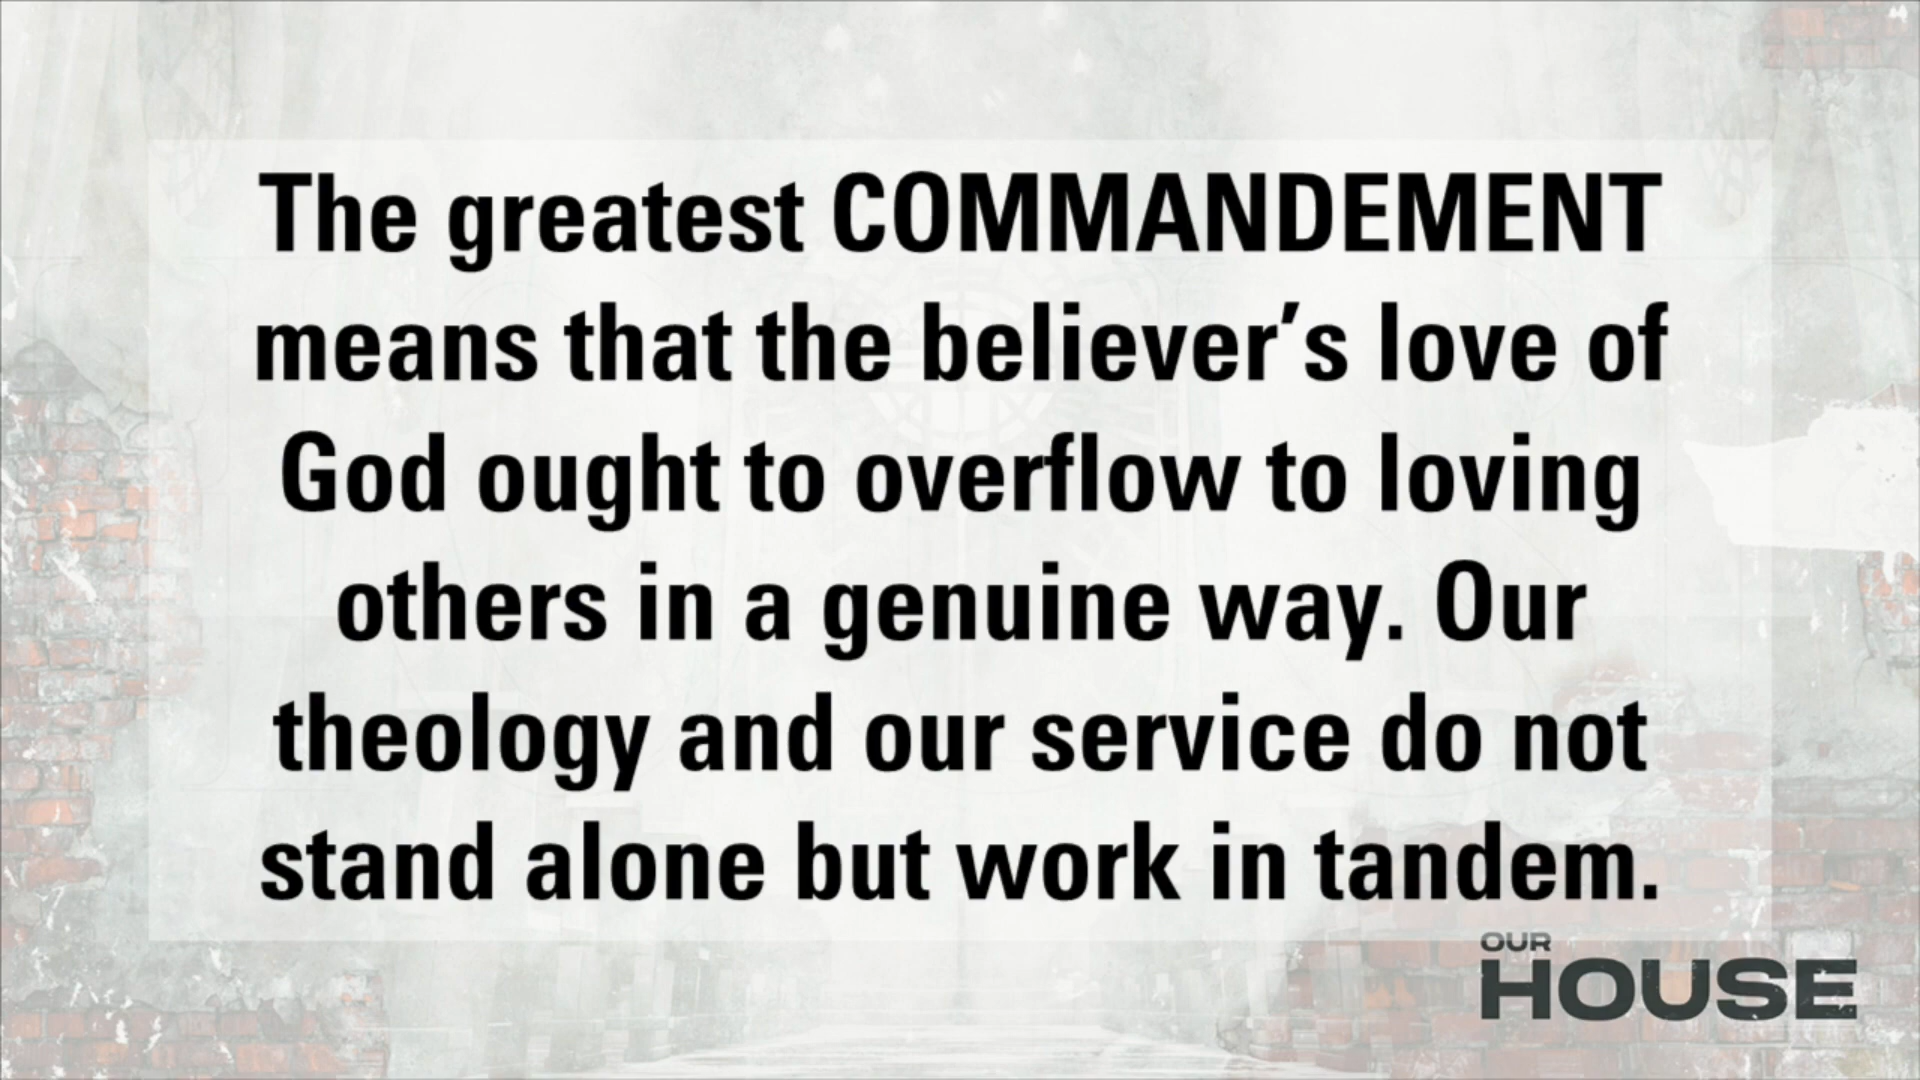 The greatest COMMANDEMENT
means that the believer’s love of
God ought to overflow to loving
others in a genuine way. Our
theology and our service do not
stand alone but work in tandem.
OUR
HOUSE